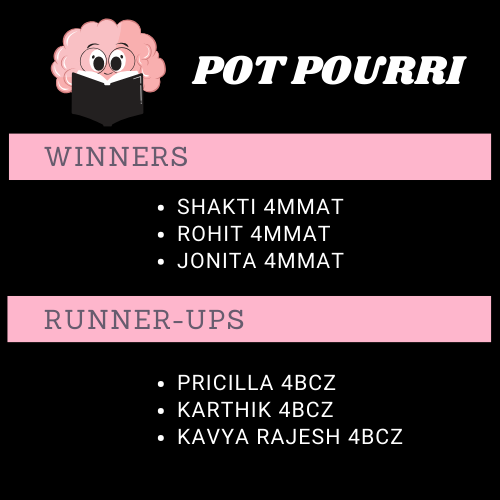 POT POURRI
WINNERS
• SHAKTI 4MMAT
• ROHIT 4MMAT
• JONITA 4MMAT
RUNNER-UPS
• PRICILLA 4BCZ
• KARTHIK 4BCZ
• KAVYA RAJESH 4BCZ